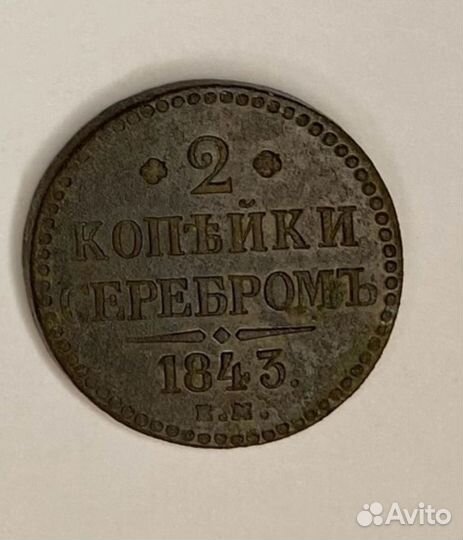 2
КОПѢЙКИ
СЕРЕБРОМЪ
1843.
Е.М.
Avito